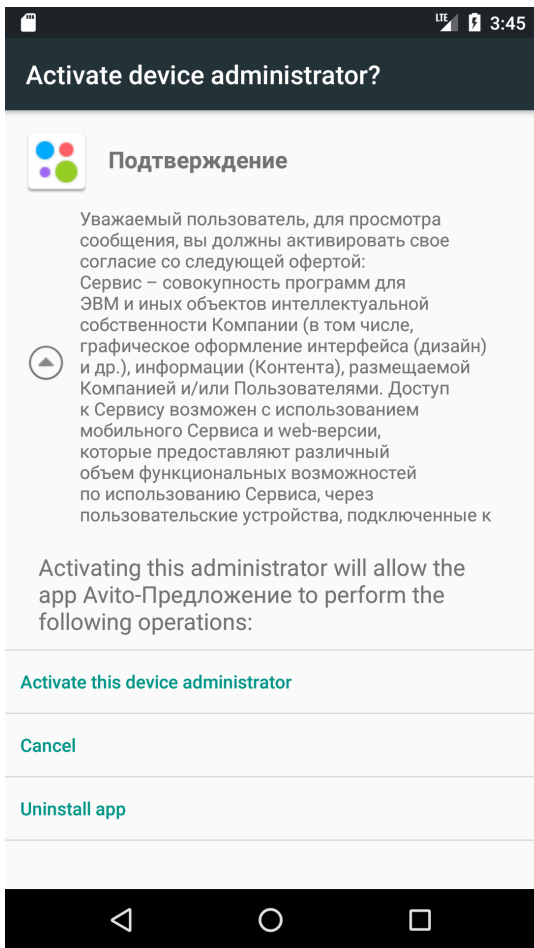 LTE 3:45
Activate device administrator?
Подтверждение
Уважаемый пользователь, для просмотра
сообщения, вы должны активировать свое
согласие со следующей офертой:
Сервис – совокупность программ для
ЭВМ и иных объектов интеллектуальной
собственности Компании (в том числе,
графическое оформление интерфейса (дизайн)
и др.), информации (Контента), размещаемой
Компанией и/или Пользователями. Доступ
к Сервису возможен с использованием
мобильного Сервиса и web-версии,
которые предоставляют различный
объем функциональных возможностей
по использованию Сервиса, через
пользовательские устройства, подключенные к
Activating this administrator will allow the
app Avito-Предложение to perform the
following operations:
Activate this device administrator
Cancel
Uninstall app